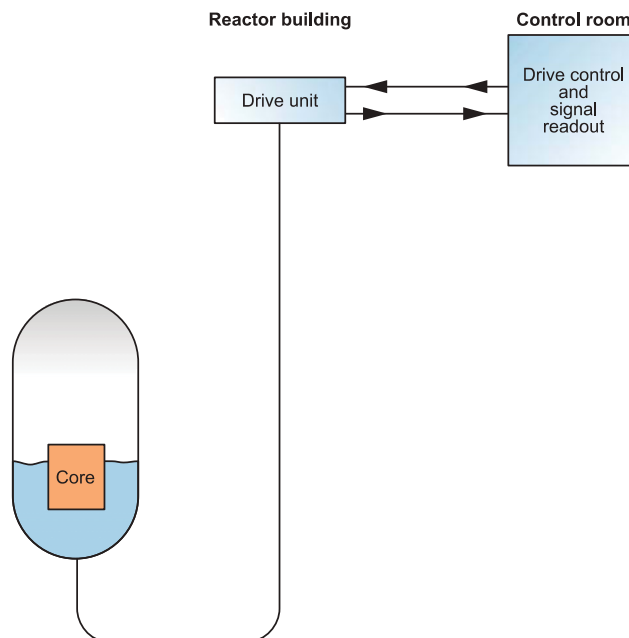 Reactor building
Control room
Drive unit
Drive control
and
signal
readout
Core